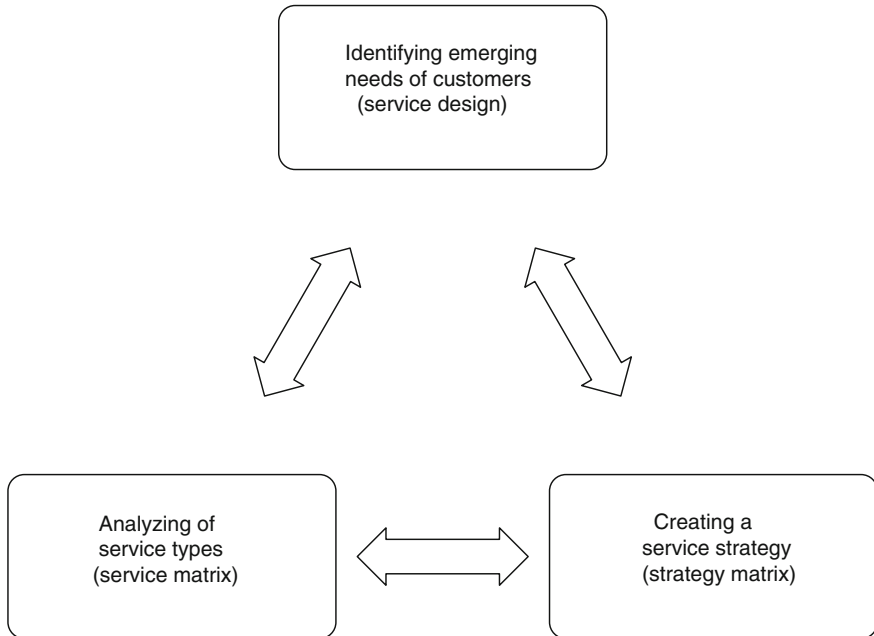 Identifying emerging
needs of customers
(service design)
Analyzing of
service types
(service matrix)
Creating a
service strategy
(strategy matrix)